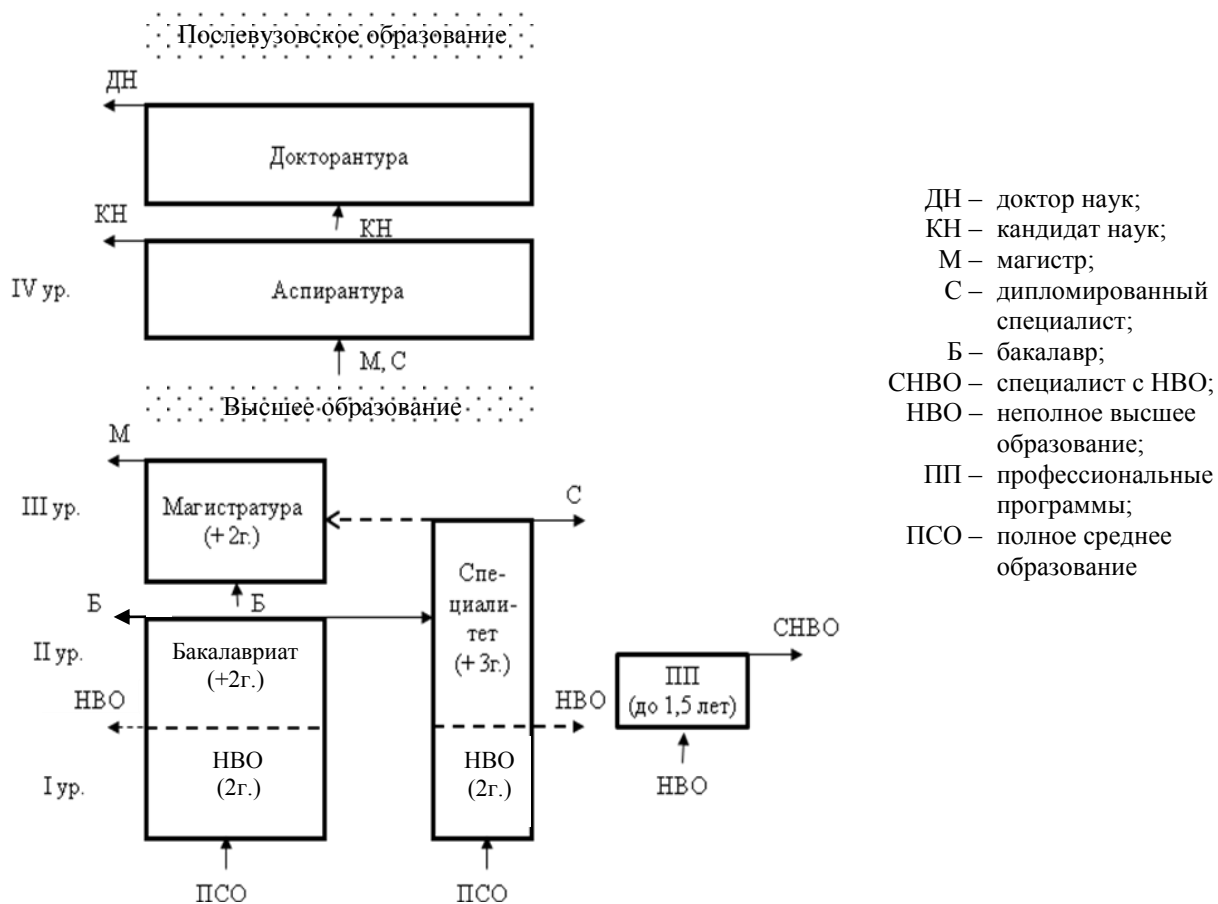 Послевузовское образование
ДН
Докторантура
КН
КН
IV ур.
Аспирантура
М, С
Высшее образование
М
III ур.
Магистратура
(+ 2г.)
С
Спе-
циали-
тет
(+ 3г.)
Б
Б
II ур.
Бакалавриат
(+2г.)
НВО
НВО
СНВО
ПП
(до 1,5 лет)
НВО
I ур.
НВО
(2г.)
НВО
(2г.)
ПСО
ПСО
ДН – доктор наук;
КН – кандидат наук;
М – магистр;
С – дипломированный
специалист;
Б – бакалавр;
СНВО – специалист с НВО;
НВО – неполное высшее
образование;
ПП – профессиональные
программы;
ПСО – полное среднее
образование